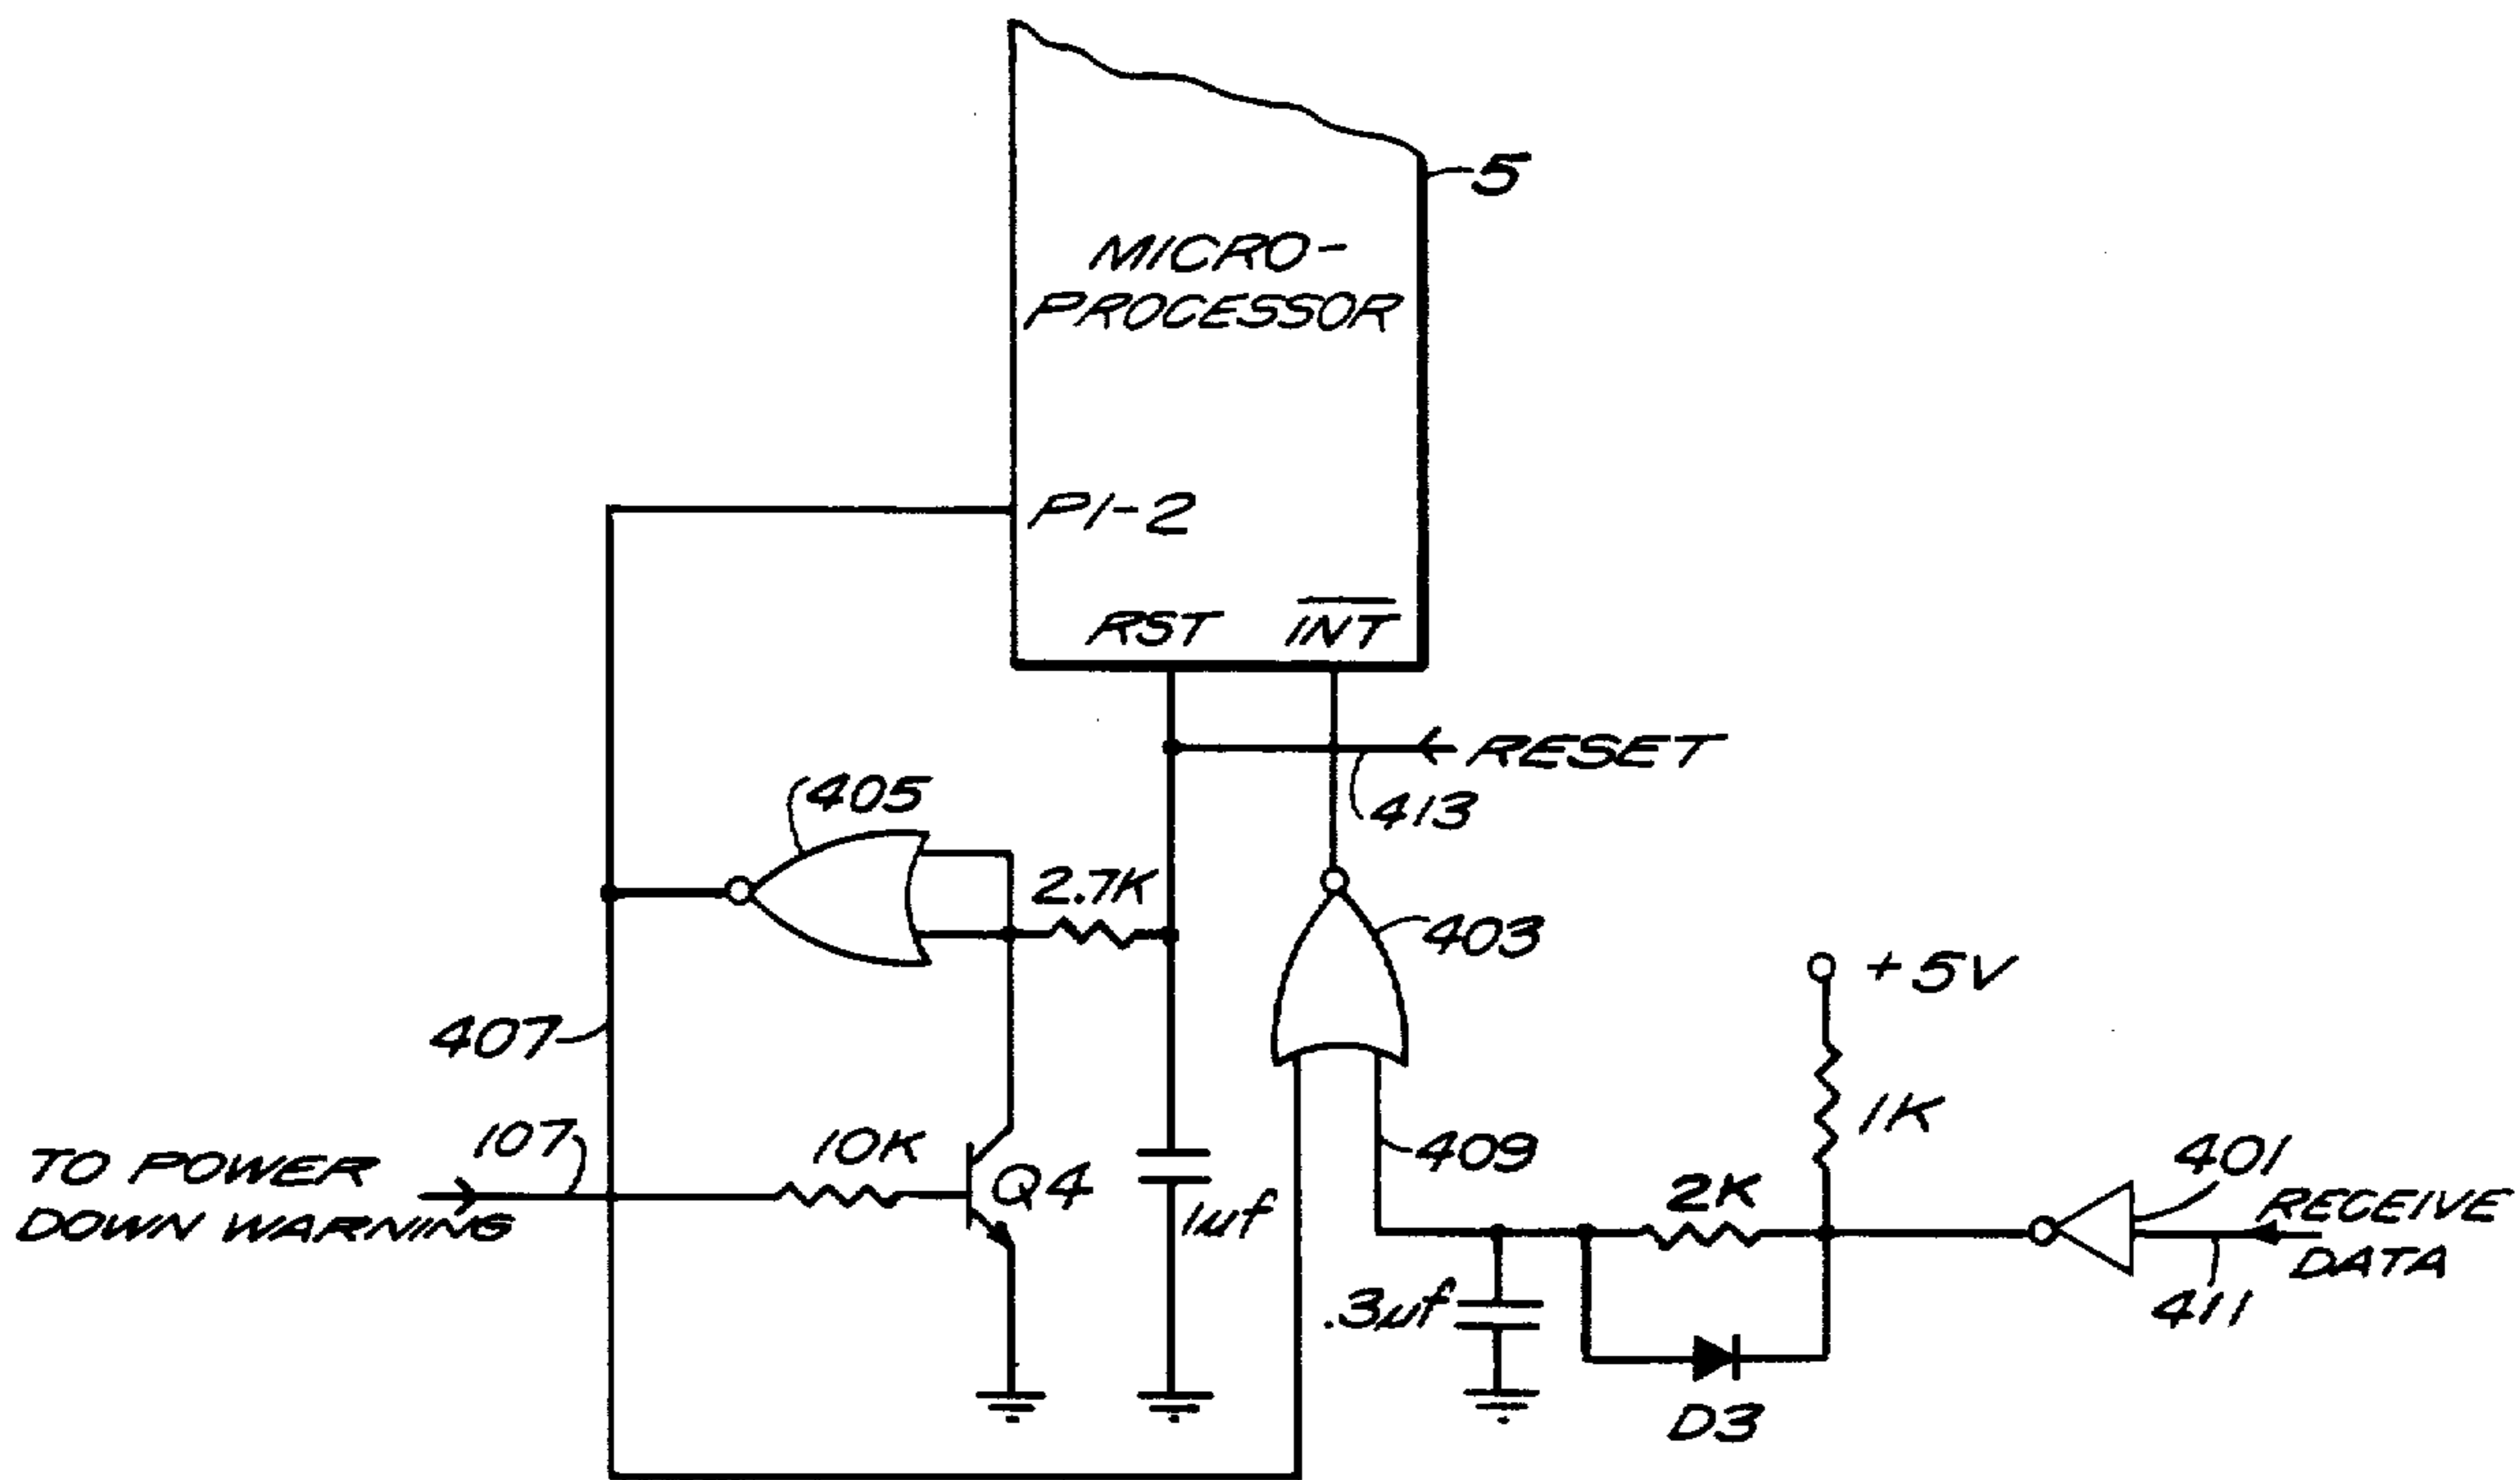 5
MICRO-
PROCESSOR
P1-2
RST
INT
RESET
413
405
2.7K
403
+5V
407
1K
107
10K
Q4
409
401
TO POWER
DOWN WARNING
2K
RECEIVE
DATA
1uf
.3uf
411
D3